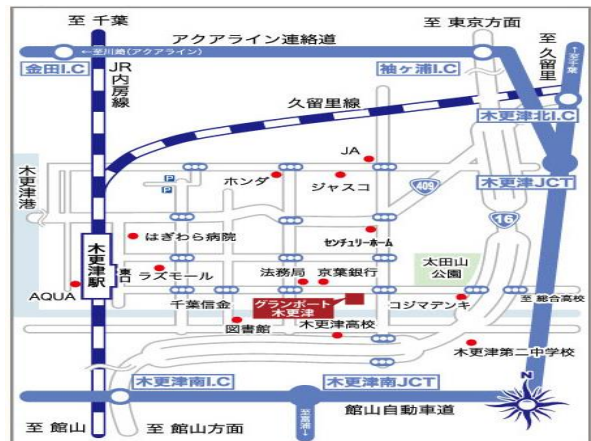 至 千葉
アクアライン連絡道
至 東京方面
至 久留里
←至川崎(アクアライン)
←至千葉
金田I.C
袖ヶ浦I.C
JR内房線
久留里線
木更津北I.C
JA
木更津港
ホンダ
ジャスコ
409
木更津JCT
P
P
16
はぎわら病院
センチュリーホーム
木更津駅
東口
ラズモール
法務局
京葉銀行
太田山
公園
AQUA
千葉信金
グランポート
木更津
コジマデンキ
至 総合高校
図書館
木更津高校
木更津第二中学校
木更津南I.C
木更津南JCT
N
至 館山
至 館山方面
至富浦→
館山自動車道